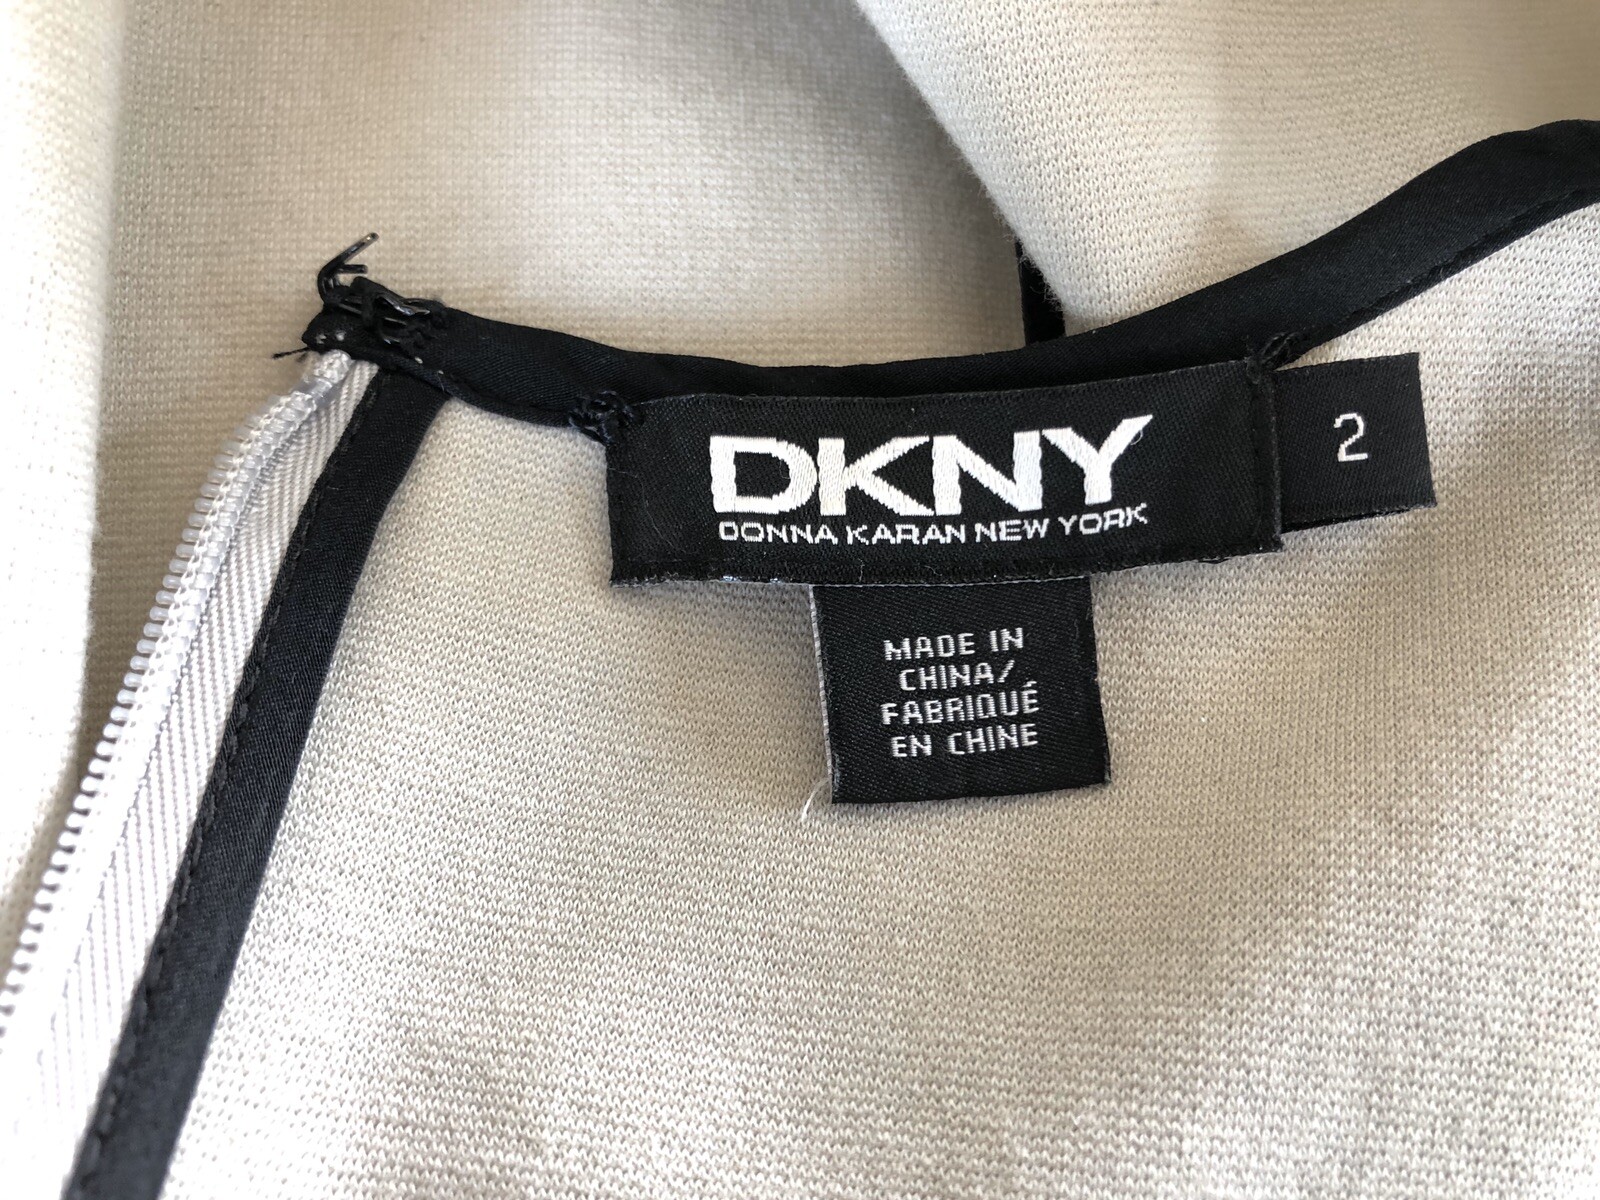 DKNY
DONNA KARAN NEW YORK
2
MADE IN
CHINA/
FABRIQUÉ
EN CHINE